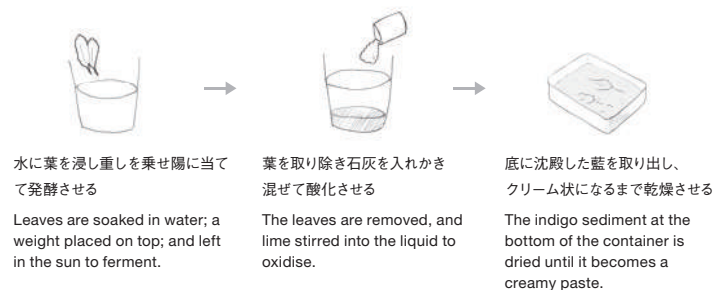 水に葉を浸し重しを乗せ陽に当て
て発酵させる
Leaves are soaked in water; a
weight placed on top; and left
in the sun to ferment.
葉を取り除き石灰を入れかき
混ぜて酸化させる
The leaves are removed, and
lime stirred into the liquid to
oxidise.
底に沈殿した藍を取り出し、
クリーム状になるまで乾燥させる
The indigo sediment at the
bottom of the container is
dried until it becomes a
creamy paste.